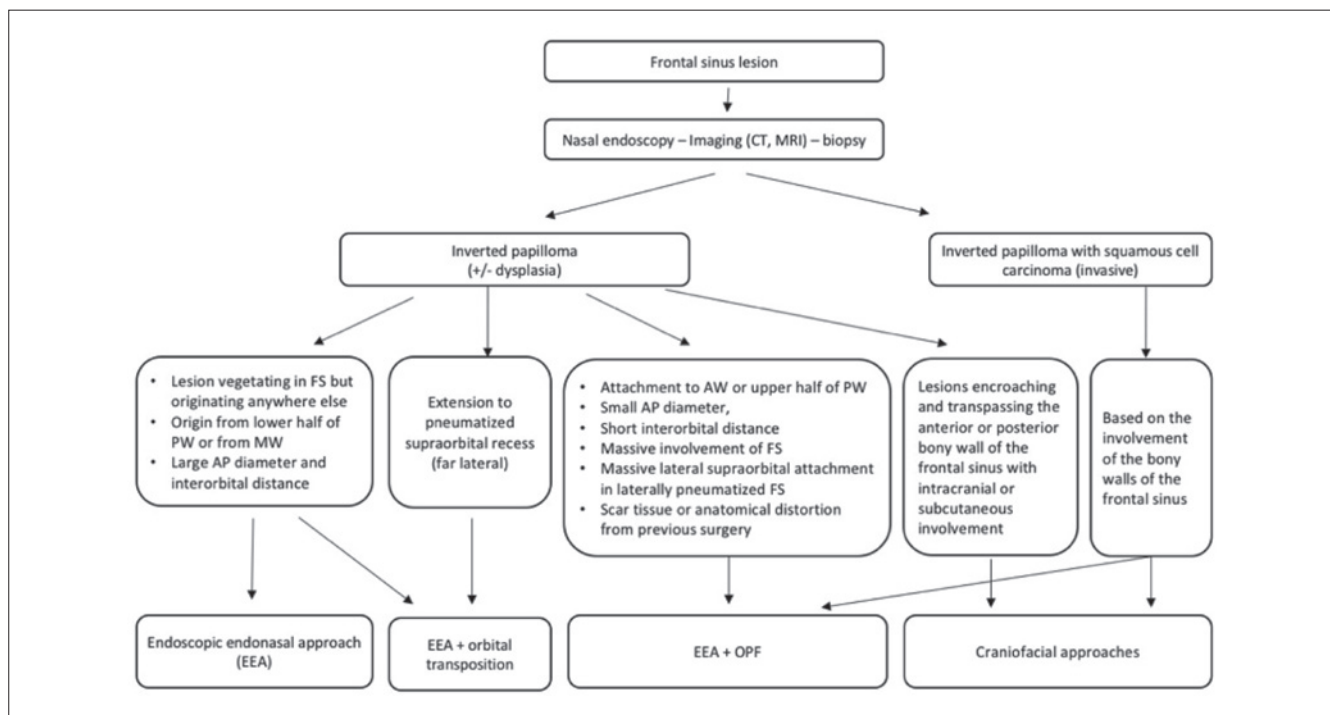 Frontal sinus lesion
Nasal endoscopy – Imaging (CT, MRI) – biopsy
Inverted papilloma
(+/- dysplasia)
Inverted papilloma with squamous cell
carcinoma (invasive)
• Lesion vegetating in FS but
originating anywhere else
• Origin from lower half of
PW or from MW
• Large AP diameter and
interorbital distance
Extension to
pneumatized
supraorbital recess
(far lateral)
• Attachment to AW or upper half of PW
• Small AP diameter,
• Short interorbital distance
• Massive involvement of FS
• Massive lateral supraorbital attachment
in laterally pneumatized FS
• Scar tissue or anatomical distortion
from previous surgery
Lesions encroaching
and transpassing the
anterior or posterior
bony wall of the
frontal sinus with
intracranial or
subcutaneous
involvement
Based on the
involvement
of the bony
walls of the
frontal sinus
Endoscopic endonasal approach
(EEA)
EEA + orbital
transposition
EEA + OPF
Craniofacial approaches